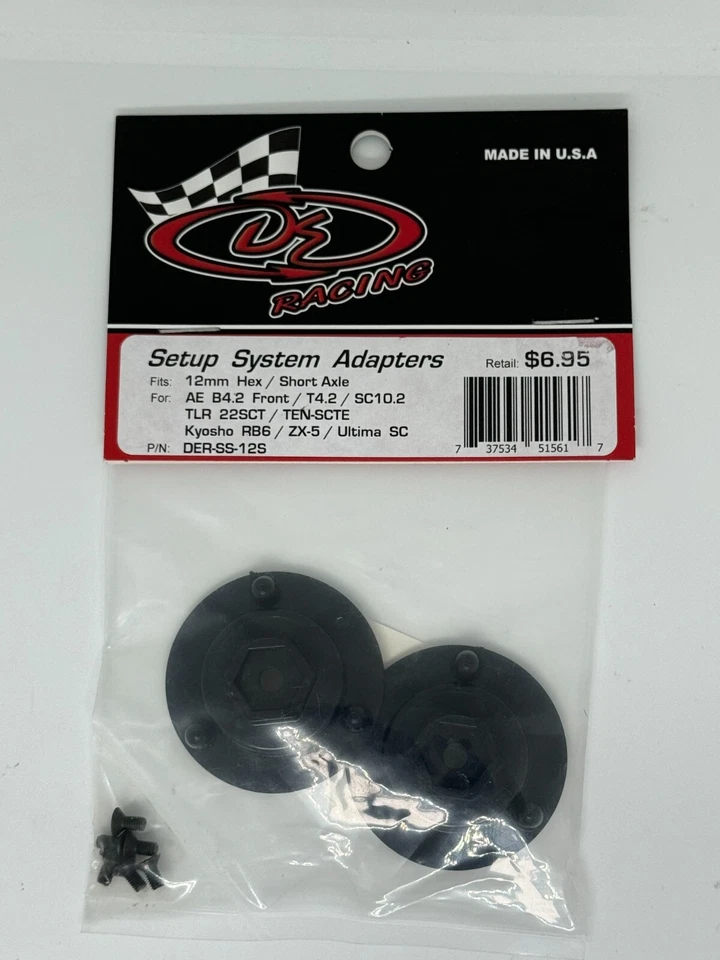 MADE IN U.S.A
DE
RACING
Setup System Adapters
Retail: $6.95
Fits: 12mm Hex / Short Axle
For: AE B4.2 Front / T4.2 / SC10.2
TLR 22SCT / TEN-SCTE
Kyosho RB6 / ZX-5 / Ultima SC
P/N: DER-SS-12S
7 37534 51561 7